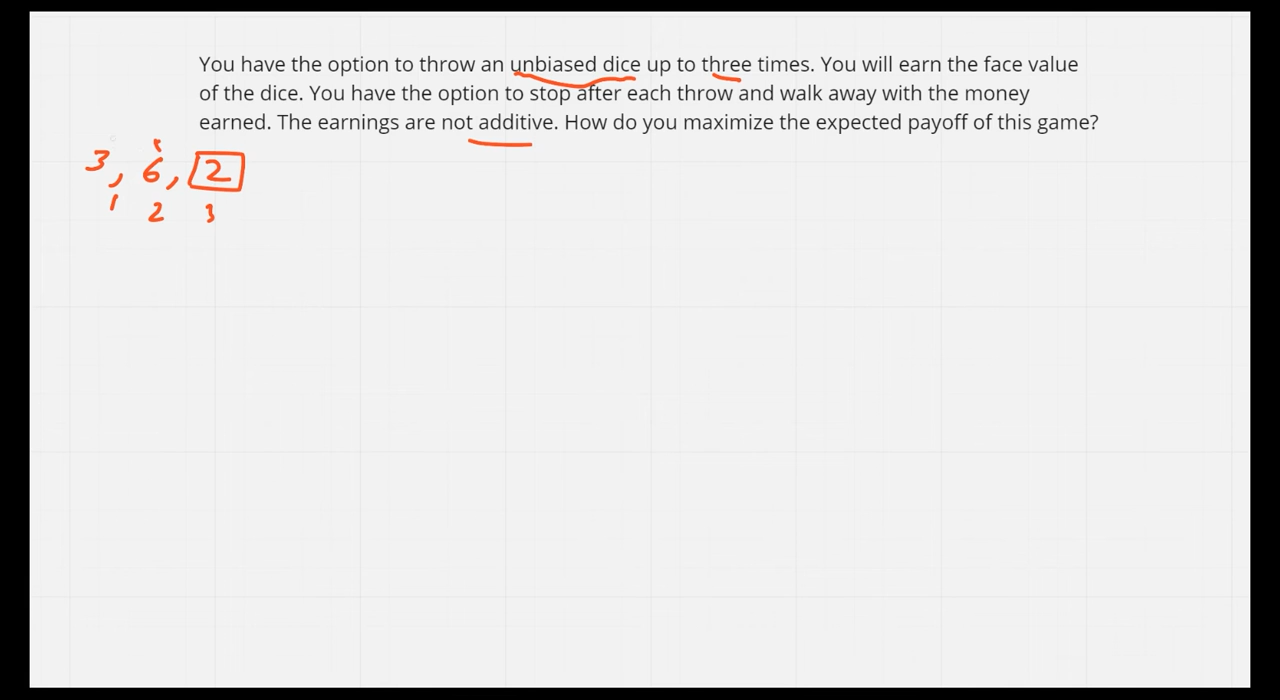 You have the option to throw an unbiased dice up to three times. You will earn the face value
of the dice. You have the option to stop after each throw and walk away with the money
earned. The earnings are not additive. How do you maximize the expected payoff of this game?
3, 6, 2
1 2 3